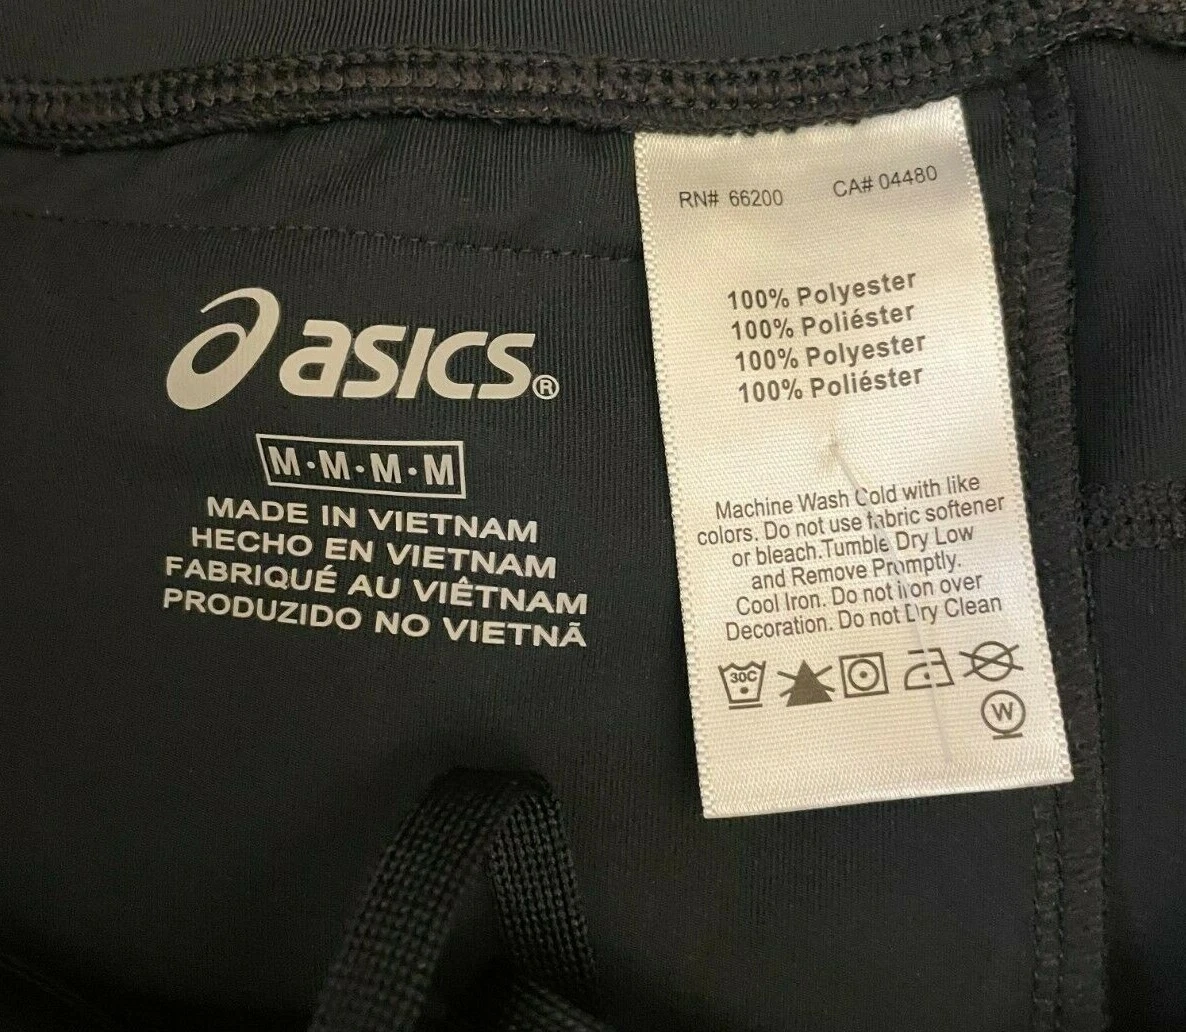 asics®
M·M·M·M
MADE IN VIETNAM
HECHO EN VIETNAM
FABRIQUÉ AU VIÊTNAM
PRODUZIDO NO VIETNÃ
RN# 66200 CA# 04480
100% Polyester
100% Poliéster
100% Polyester
100% Poliéster
Machine Wash Cold with like
colors. Do not use fabric softener
or bleach.Tumble Dry Low
and Remove Promptly.
Cool Iron. Do not iron over
Decoration. Do not Dry Clean
30C
W